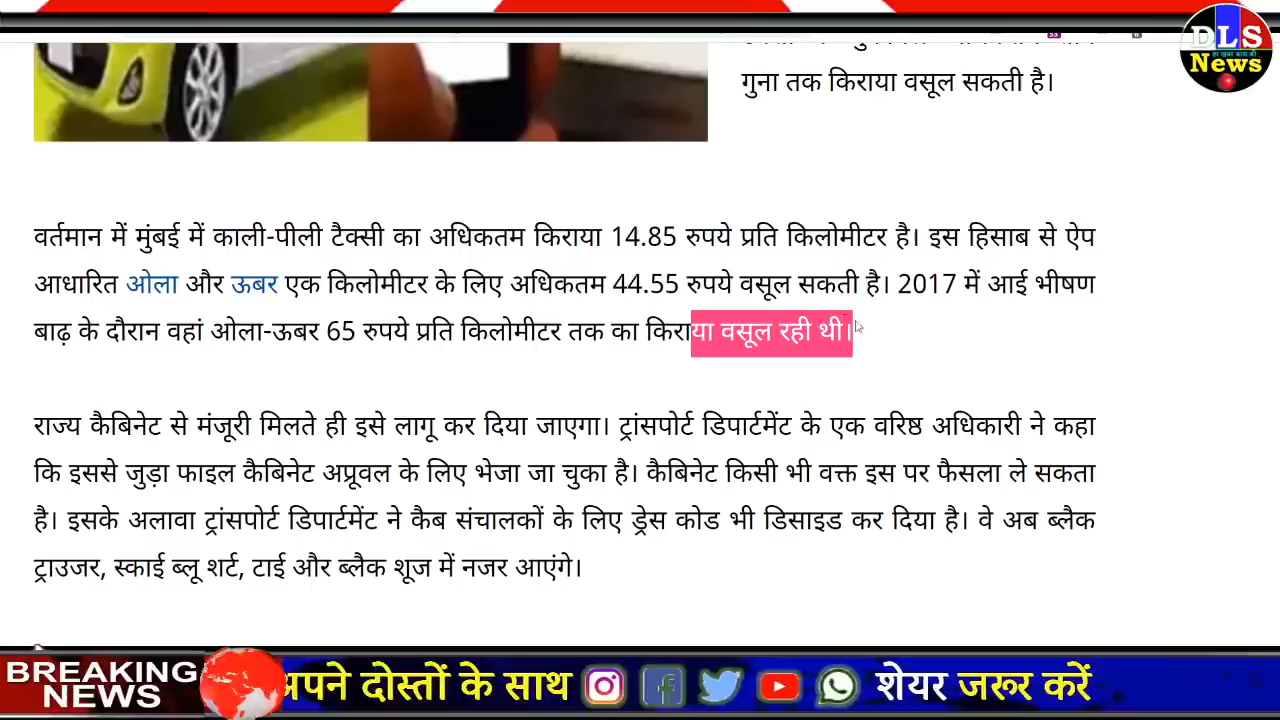 DLS
News
गुना तक किराया वसूल सकती है।
वर्तमान में मुंबई में काली-पीली टैक्सी का अधिकतम किराया 14.85 रुपये प्रति किलोमीटर है। इस हिसाब से ऐप
आधारित ओला और ऊबर एक किलोमीटर के लिए अधिकतम 44.55 रुपये वसूल सकती है। 2017 में आई भीषण
बाढ़ के दौरान वहां ओला-ऊबर 65 रुपये प्रति किलोमीटर तक का किराया वसूल रही थी।
राज्य कैबिनेट से मंजूरी मिलते ही इसे लागू कर दिया जाएगा। ट्रांसपोर्ट डिपार्टमेंट के एक वरिष्ठ अधिकारी ने कहा
कि इससे जुड़ा फाइल कैबिनेट अप्रूवल के लिए भेजा जा चुका है। कैबिनेट किसी भी वक्त इस पर फैसला ले सकता
है। इसके अलावा ट्रांसपोर्ट डिपार्टमेंट ने कैब संचालकों के लिए ड्रेस कोड भी डिसाइड कर दिया है। वे अब ब्लैक
ट्राउजर, स्काई ब्लू शर्ट, टाई और ब्लैक शूज में नजर आएंगे।
BREAKING
NEWS
अपने दोस्तों के साथ शेयर जरूर करें